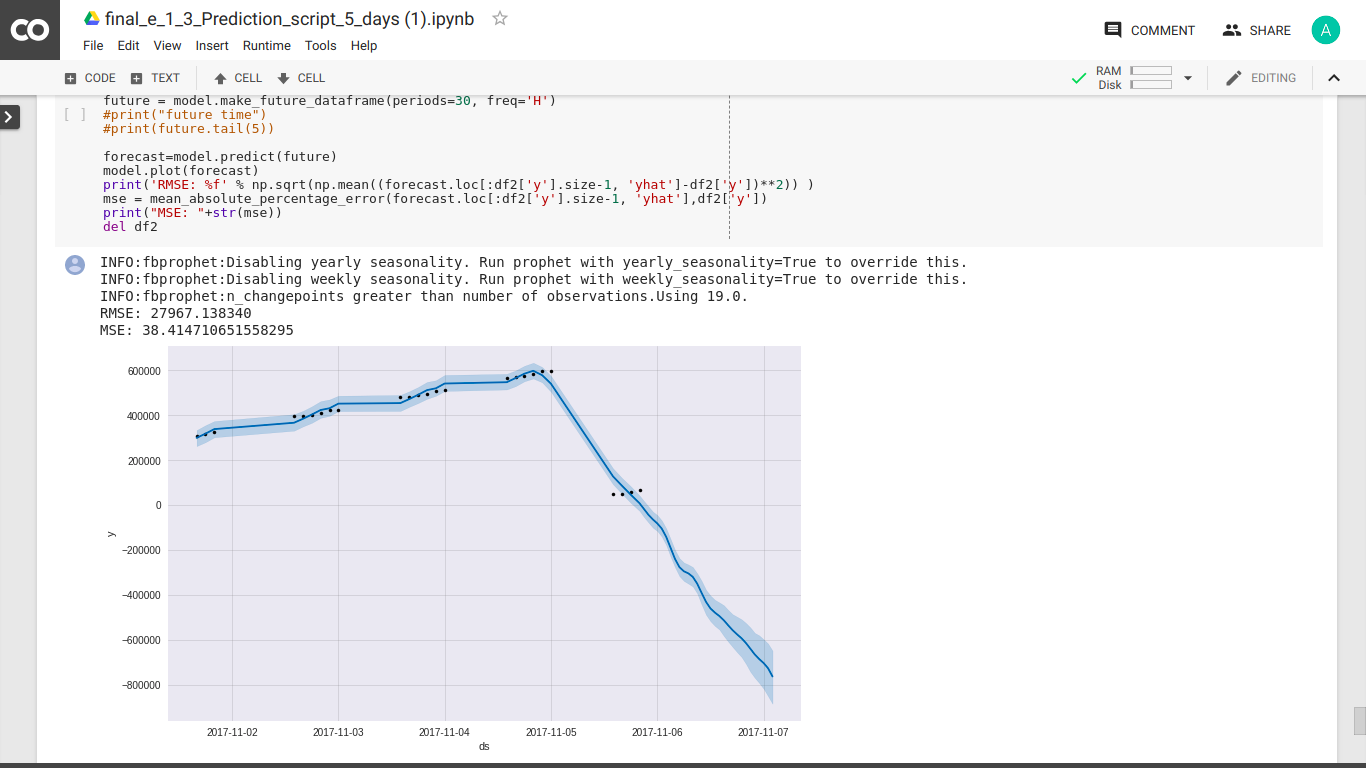 CO
final_e_1_3_Prediction_script_5_days (1).ipynb
COMMENT
SHARE
A
File Edit View Insert Runtime Tools Help
CODE TEXT CELL CELL
RAM
Disk
EDITING
future = model.make_future_dataframe(periods=30, freq='H')
[ ]
#print("future time")
#print(future.tail(5))
forecast=model.predict(future)
model.plot(forecast)
print('RMSE: %f' % np.sqrt(np.mean((forecast.loc[:df2['y'].size-1, 'yhat']-df2['y'])**2)) )
mse = mean_absolute_percentage_error(forecast.loc[:df2['y'].size-1, 'yhat'],df2['y'])
print("MSE: "+str(mse))
del df2
INFO:fbprophet:Disabling yearly seasonality. Run prophet with yearly_seasonality=True to override this.
INFO:fbprophet:Disabling weekly seasonality. Run prophet with weekly_seasonality=True to override this.
INFO:fbprophet:n_changepoints greater than number of observations.Using 19.0.
RMSE: 27967.138340
MSE: 38.414710651558295
600000
400000
200000
0
y
−200000
−400000
−600000
−800000
2017-11-02 2017-11-03 2017-11-04 2017-11-05 2017-11-06 2017-11-07
ds